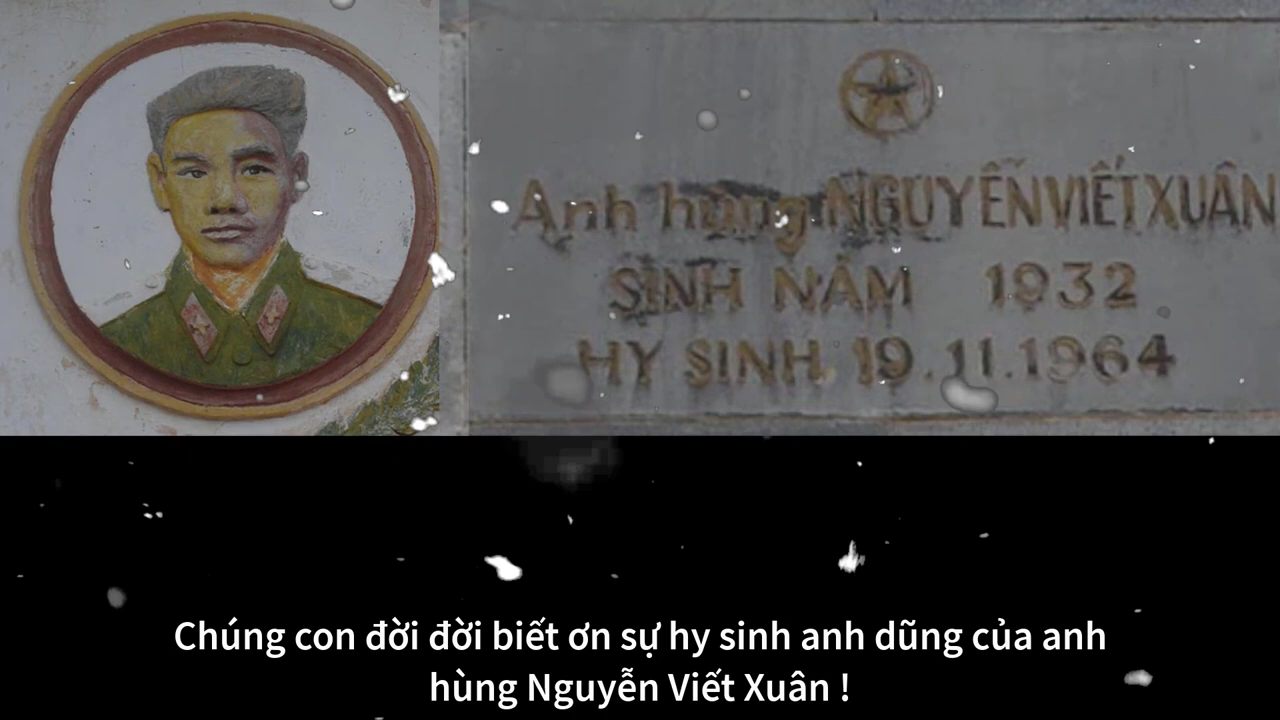 Anh hùng NGUYỄN VIẾT XUÂN
SINH NĂM 1932
HY SINH 19.11.1964
Chúng con đời đời biết ơn sự hy sinh anh dũng của anh
hùng Nguyễn Viết Xuân !